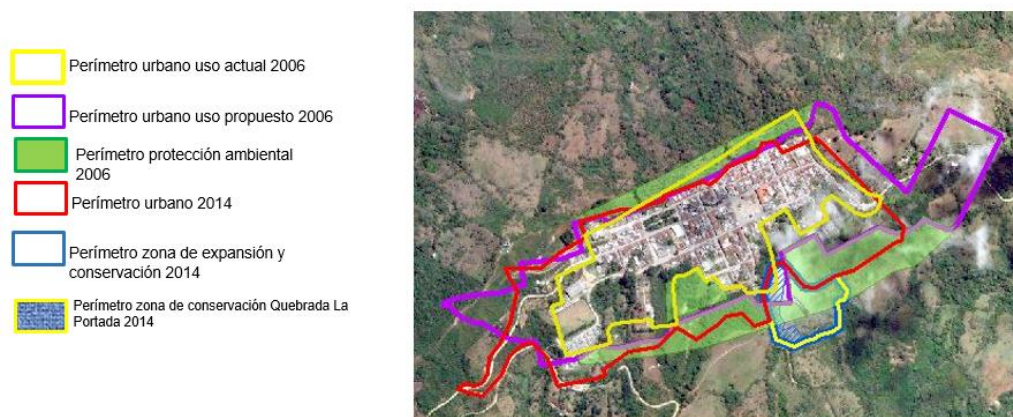 Perímetro urbano uso actual 2006
Perímetro urbano uso propuesto 2006
Perímetro protección ambiental
2006
Perímetro urbano 2014
Perímetro zona de expansión y
conservación 2014
Perímetro zona de conservación Quebrada La
Portada 2014